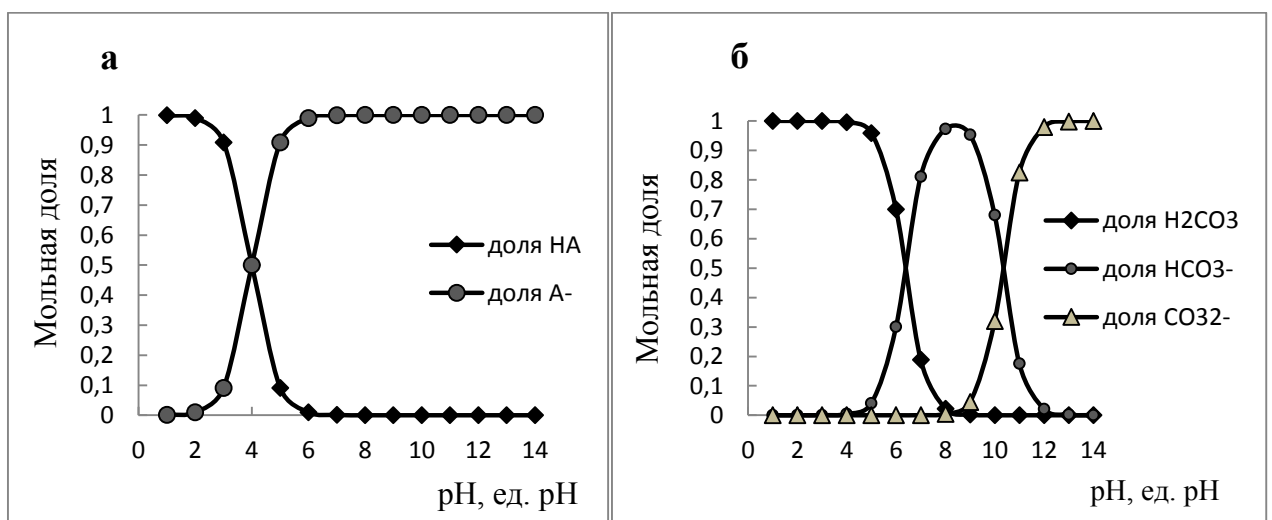 а
Мольная доля
1
0,9
0,8
0,7
0,6
0,5
0,4
0,3
0,2
0,1
0
0 2 4 6 8 10 12 14
pH, ед. pH
доля HA
доля A-
б
Мольная доля
1
0,9
0,8
0,7
0,6
0,5
0,4
0,3
0,2
0,1
0
0 2 4 6 8 10 12 14
pH, ед. pH
доля H2CO3
доля HCO3-
доля CO32-